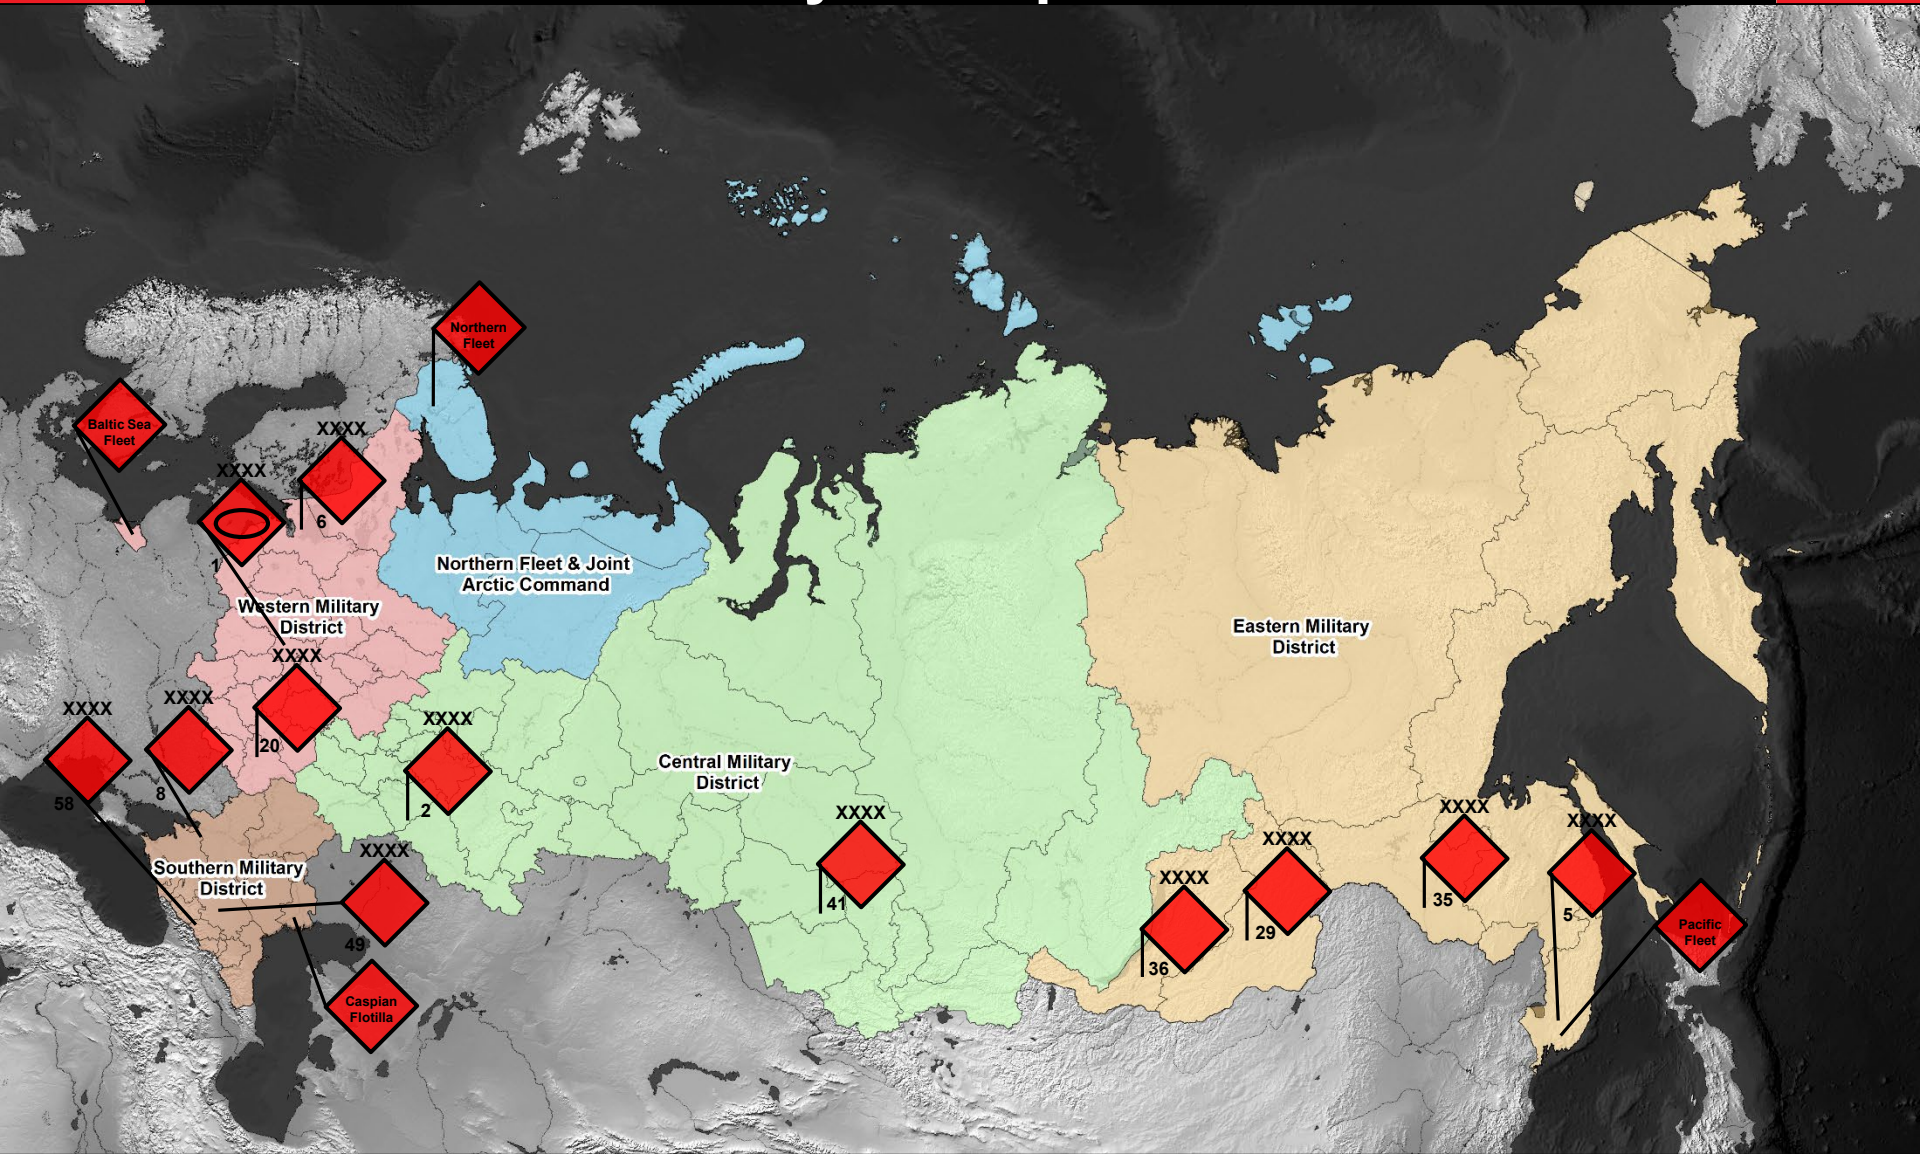 Northern
Fleet
Baltic Sea
Fleet
XXXX
6
XXXX
1
Northern Fleet & Joint
Arctic Command
Western Military
District
Eastern Military
District
XXXX
20
XXXX
8
XXXX
58
XXXX
2
Central Military
District
XXXX
41
XXXX
35
XXXX
5
XXXX
29
XXXX
36
Southern Military
District
XXXX
49
Pacific
Fleet
Caspian
Flotilla